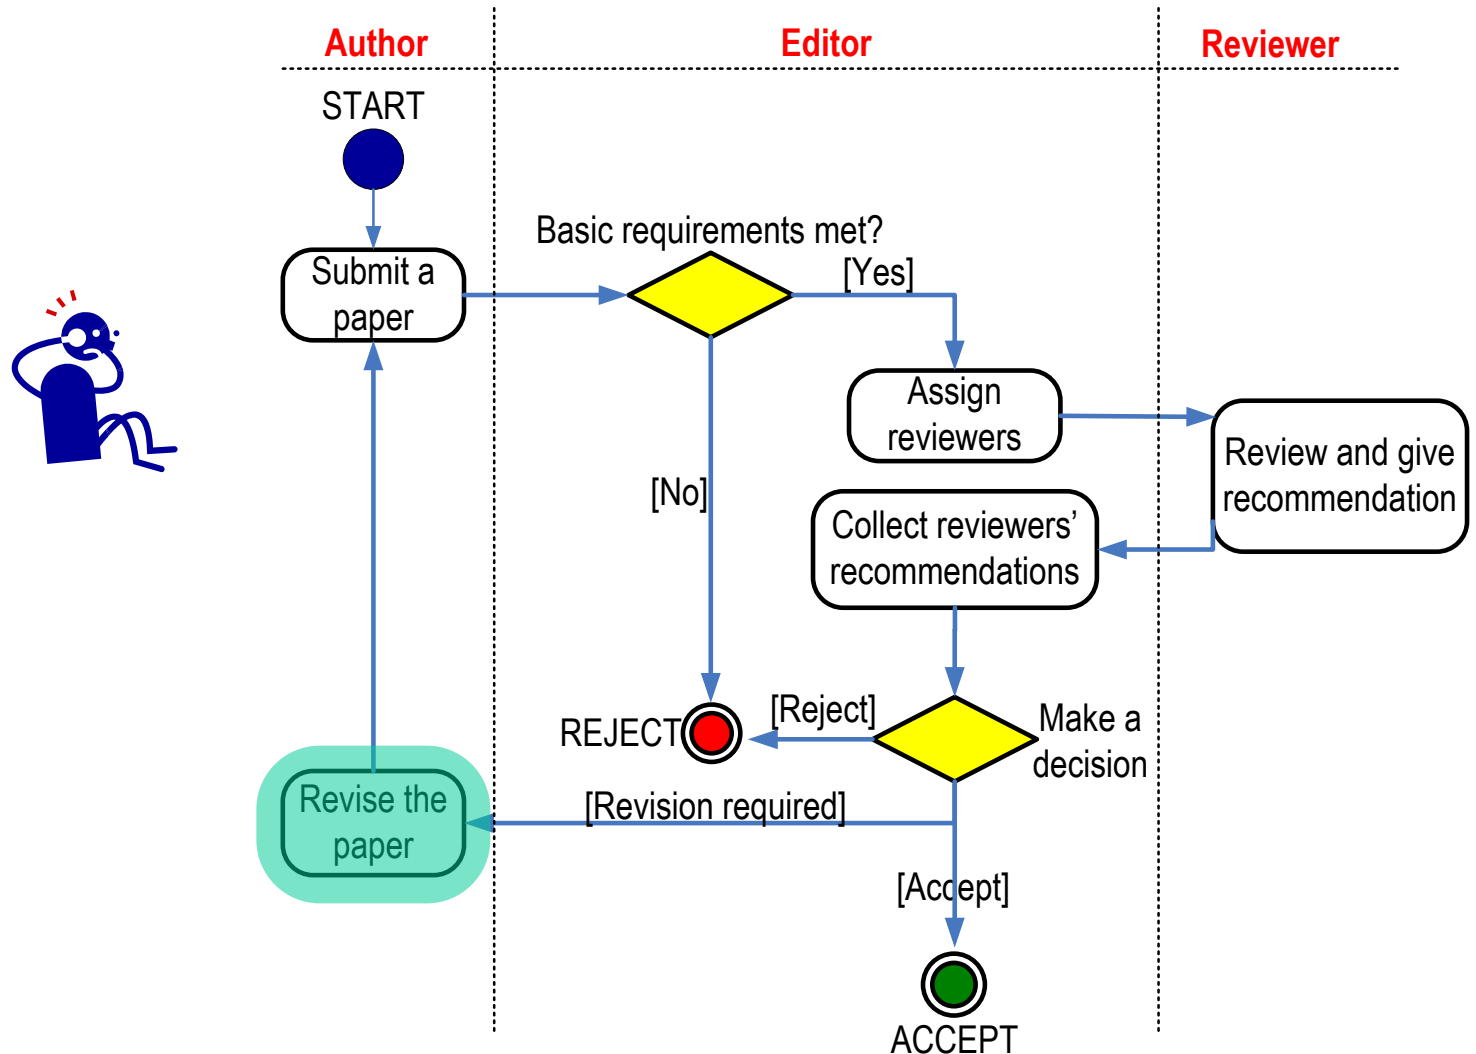 Author
Editor
Reviewer
START
Basic requirements met?
[Yes]
Submit a
paper
Assign
reviewers
Review and give
recommendation
[No]
Collect reviewers’
recommendations
[Reject]
Make a
decision
REJECT
Revise the
paper
[Revision required]
[Accept]
ACCEPT